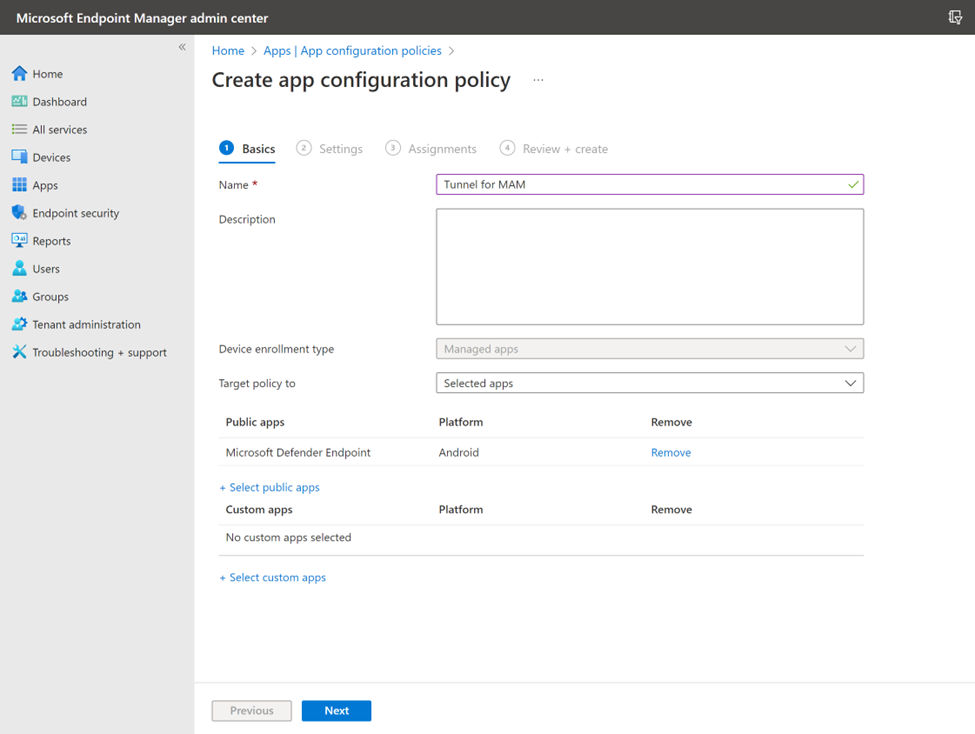 Microsoft Endpoint Manager admin center
«
Home
Dashboard
All services
Devices
Apps
Endpoint security
Reports
Users
Groups
Tenant administration
Troubleshooting + support
Home > Apps | App configuration policies >
Create app configuration policy ...
1 Basics 2 Settings 3 Assignments 4 Review + create
Name * Tunnel for MAM
Description
Device enrollment type Managed apps
Target policy to Selected apps
Public apps Platform Remove
Microsoft Defender Endpoint Android Remove
+ Select public apps
Custom apps Platform Remove
No custom apps selected
+ Select custom apps
Previous Next